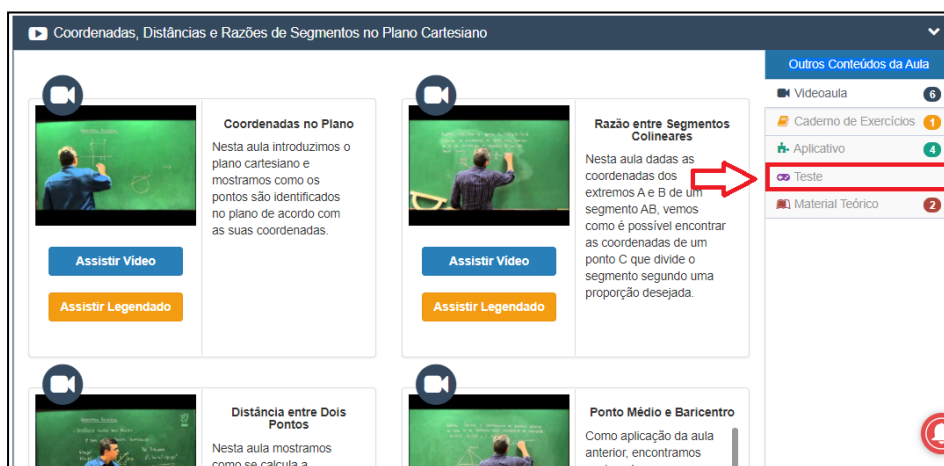 Coordenadas, Distâncias e Razões de Segmentos no Plano Cartesiano
Coordenadas no Plano
Nesta aula introduzimos o
plano cartesiano e
mostramos como os
pontos são identificados
no plano de acordo com
as suas coordenadas.
Assistir Vídeo
Assistir Legendado
Razão entre Segmentos
Colineares
Nesta aula dadas as
coordenadas dos
extremos A e B de um
segmento AB, vemos
como é possível encontrar
as coordenadas de um
ponto C que divide o
segmento segundo uma
proporção desejada.
Assistir Vídeo
Assistir Legendado
Distância entre Dois
Pontos
Nesta aula mostramos
como se calcula a
Ponto Médio e Baricentro
Como aplicação da aula
anterior, encontramos
Outros Conteúdos da Aula
Videoaula 6
Caderno de Exercícios 1
Aplicativo 4
Teste
Material Teórico 2